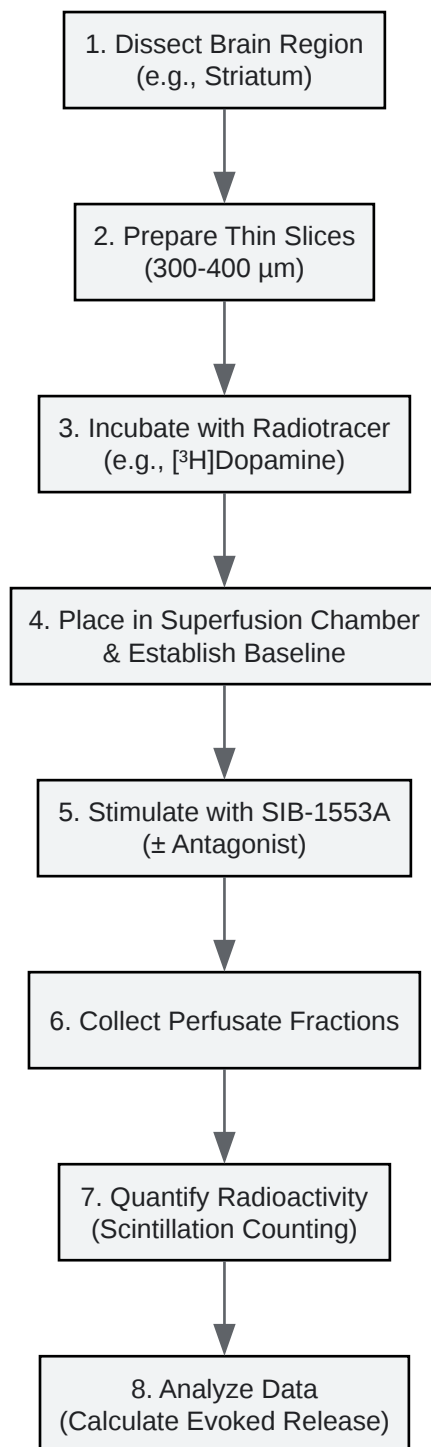 1. Dissect Brain Region
(e.g., Striatum)
2. Prepare Thin Slices
(300-400 µm)
3. Incubate with Radiotracer
(e.g., [³H]Dopamine)
4. Place in Superfusion Chamber
& Establish Baseline
5. Stimulate with SIB-1553A
(± Antagonist)
6. Collect Perfusate Fractions
7. Quantify Radioactivity
(Scintillation Counting)
8. Analyze Data
(Calculate Evoked Release)